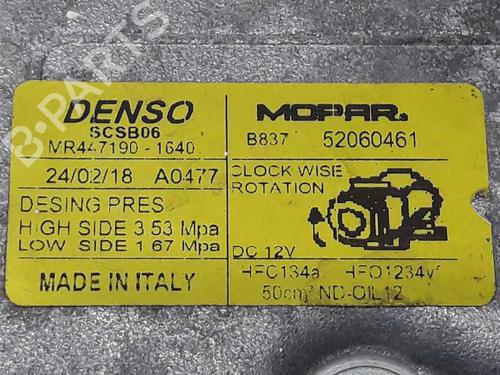 DENSO
SCSB06
MR447190-1640
24/02/18 A0477
DESING PRES
HIGH SIDE 3.53 Mpa
LOW SIDE 1.67 Mpa
MADE IN ITALY
MOPAR®
B837 52060461
CLOCK WISE
ROTATION
DC 12V
HFC134a HFO1234yf
50cm³ ND-OIL12
B-PARTS